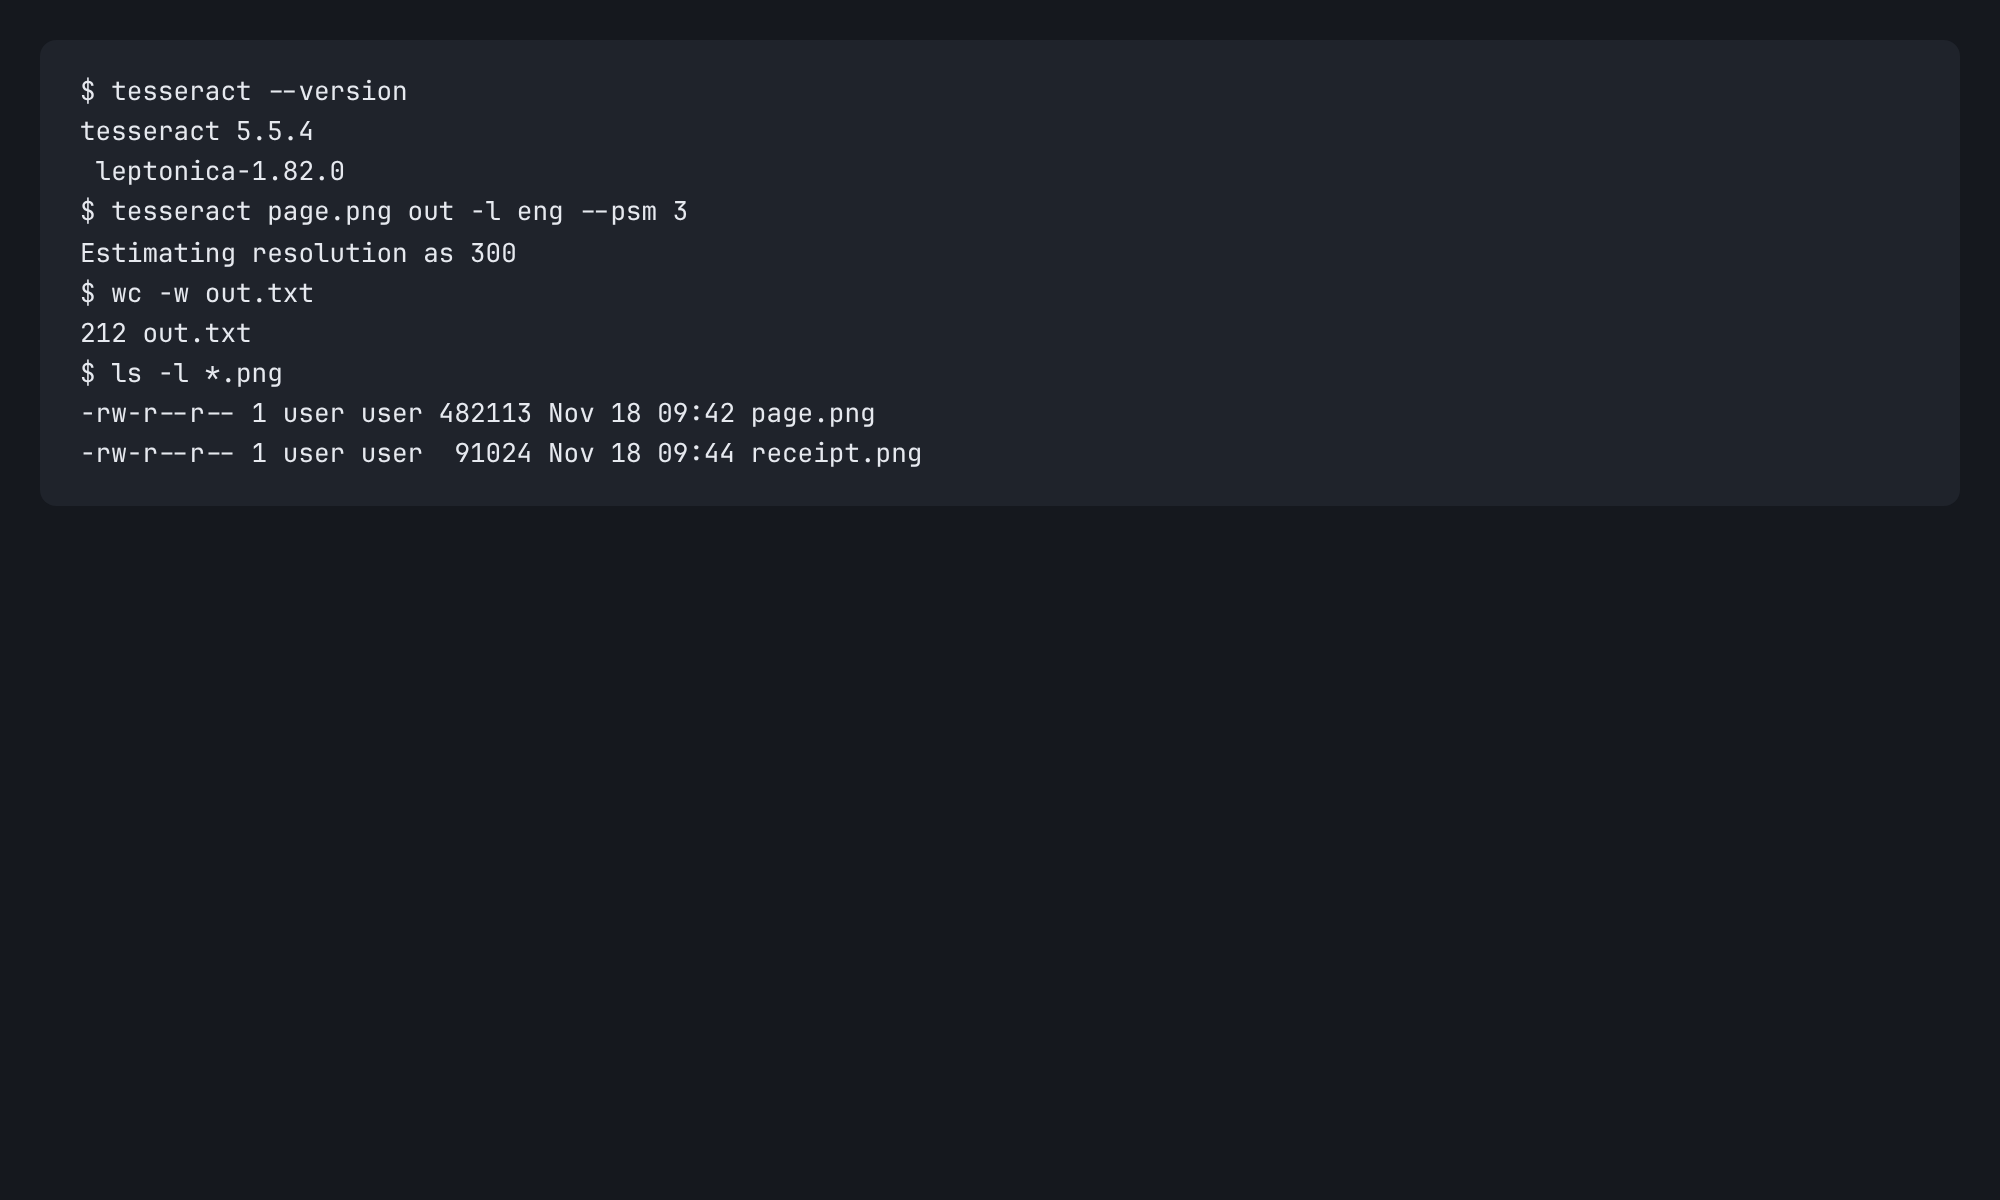 $ tesseract --version
tesseract 5.5.4
 leptonica-1.82.0
$ tesseract page.png out -l eng --psm 3
Estimating resolution as 300
$ wc -w out.txt
212 out.txt
$ ls -l *.png
-rw-r--r-- 1 user user 482113 Nov 18 09:42 page.png
-rw-r--r-- 1 user user  91024 Nov 18 09:44 receipt.png